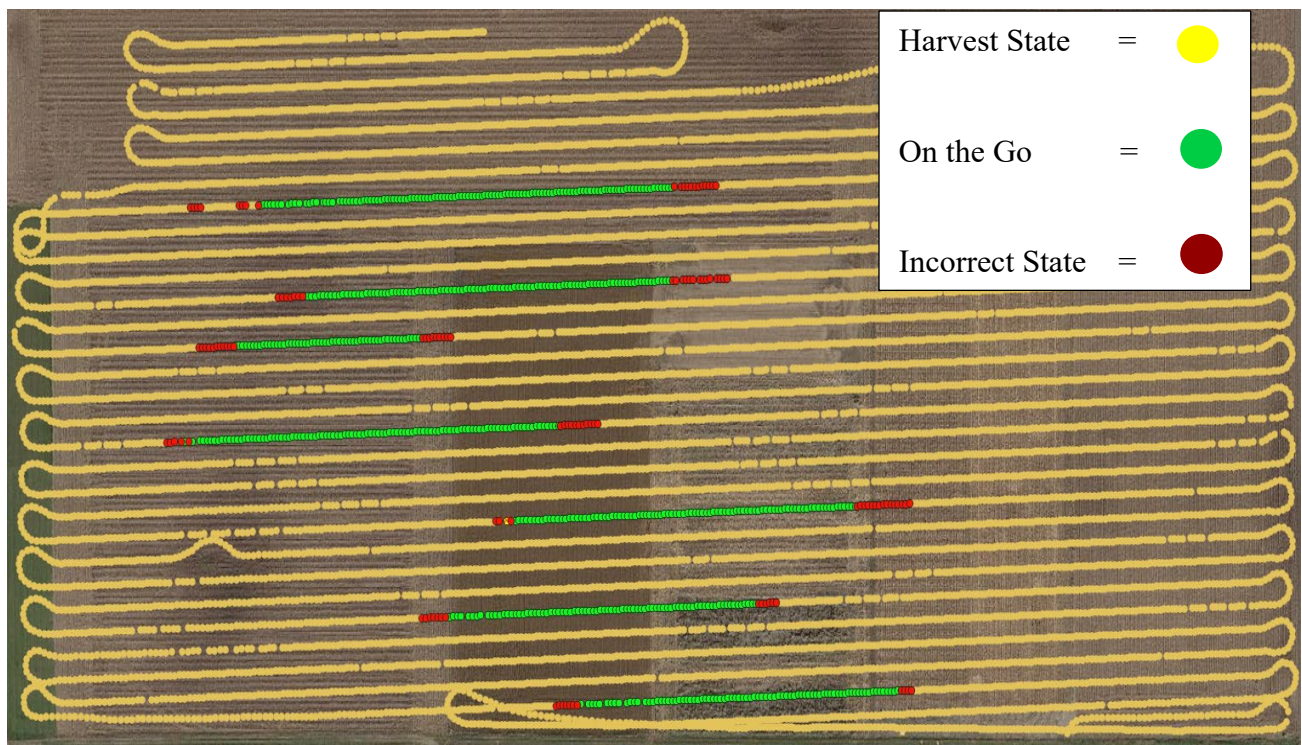 Harvest State =
On the Go =
Incorrect State =